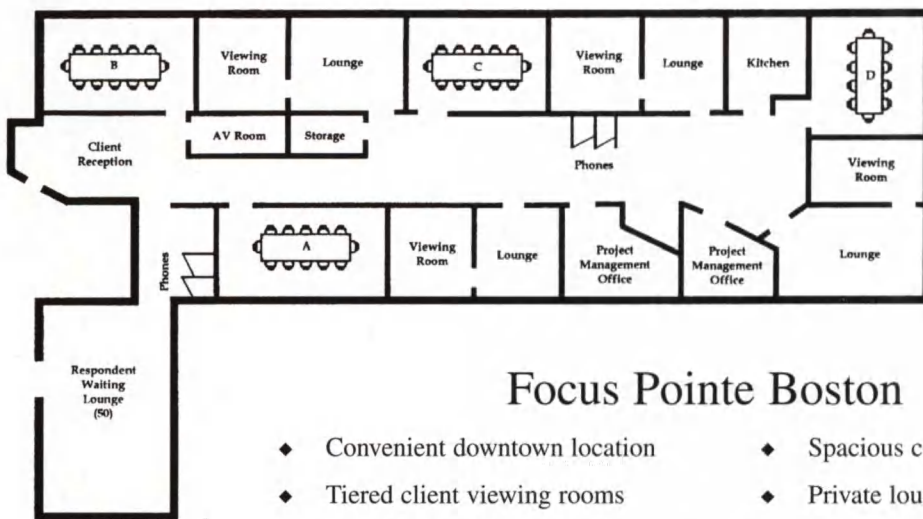 B
Viewing
Room
Lounge
C
Viewing
Room
Lounge
Kitchen
D
Client
Reception
AV Room
Storage
Phones
Viewing
Room
Phones
A
Viewing
Room
Lounge
Project
Management
Office
Project
Management
Office
Lounge
Respondent
Waiting
Lounge
(50)
Focus Pointe Boston
◆ Convenient downtown location
◆ Spacious c
◆ Tiered client viewing rooms
◆ Private lou